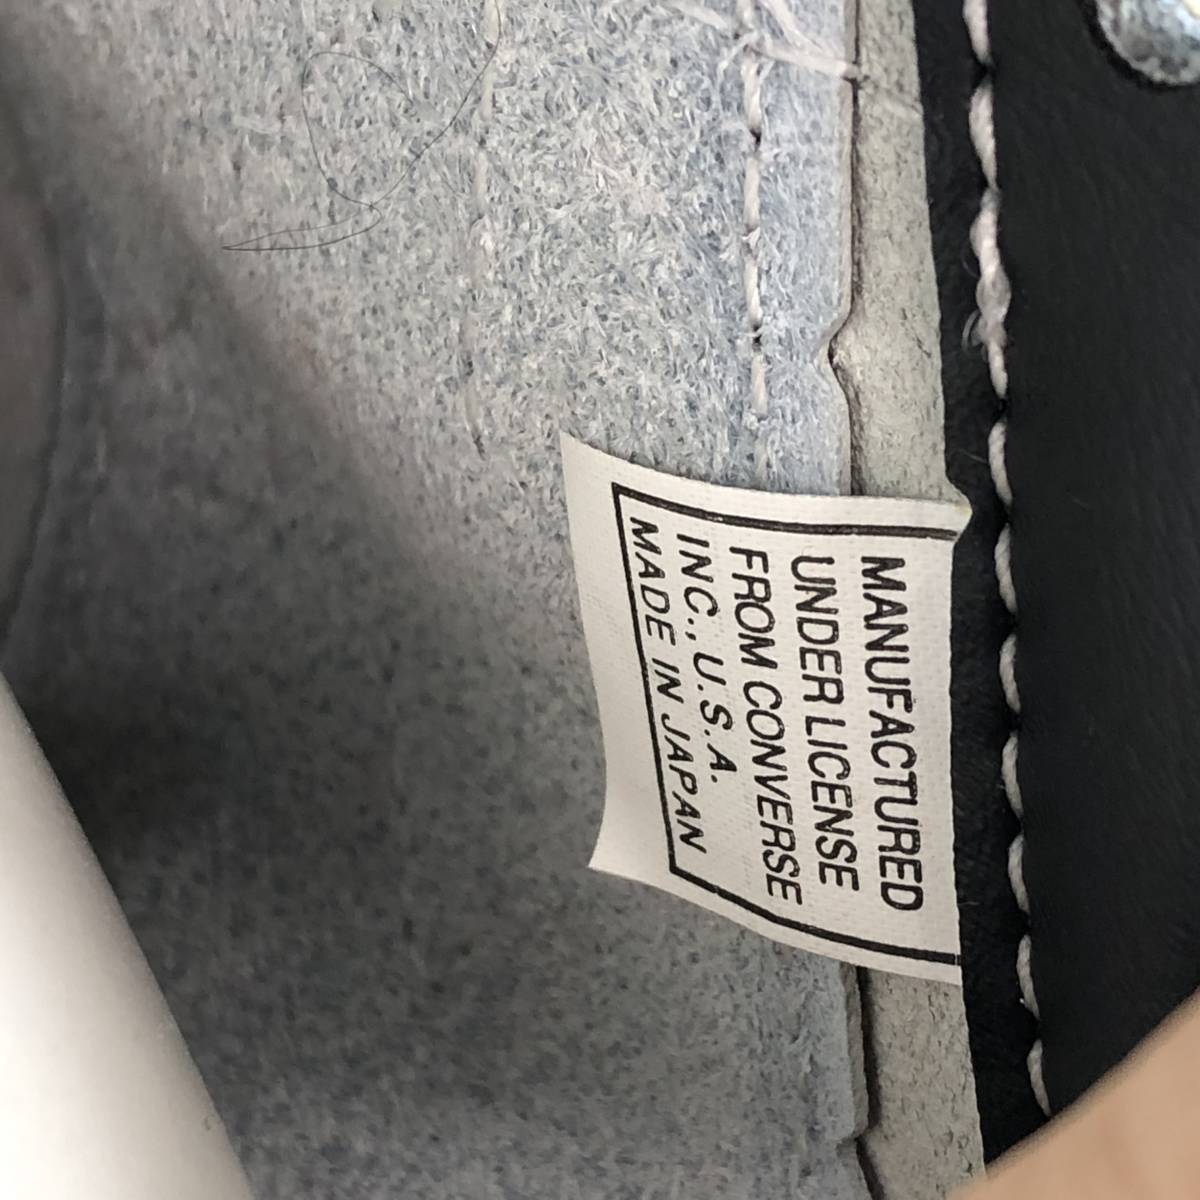 MANUFACTURED
UNDER LICENSE
FROM CONVERSE
INC., U.S.A.
MADE IN JAPAN